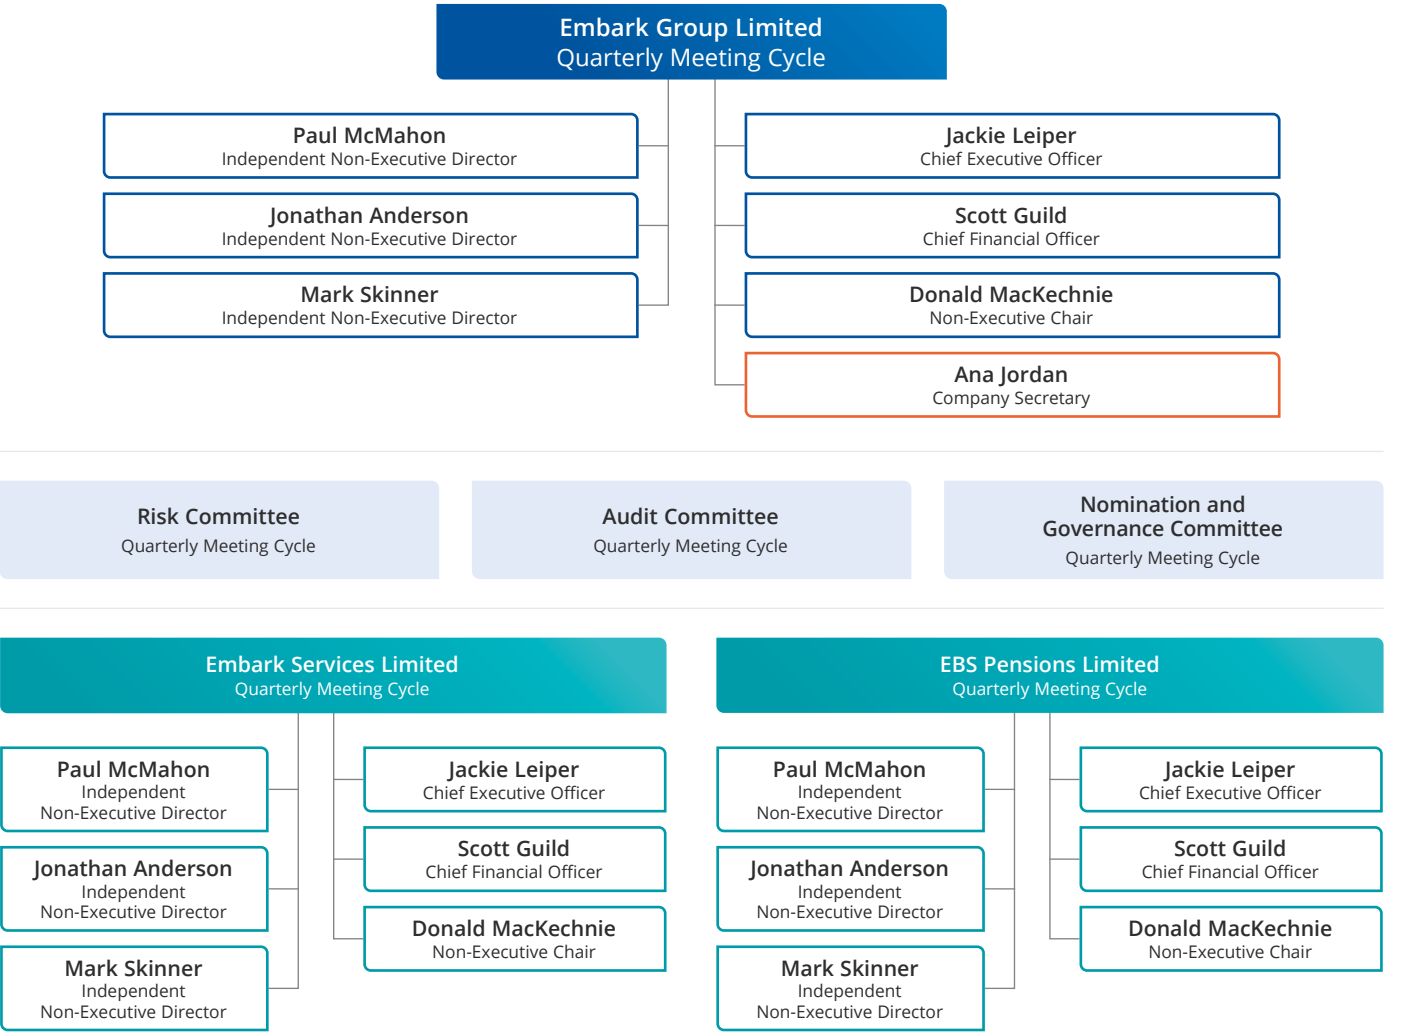 Embark Group Limited
Quarterly Meeting Cycle
Paul McMahon
Independent Non-Executive Director
Jonathan Anderson
Independent Non-Executive Director
Mark Skinner
Independent Non-Executive Director
Jackie Leiper
Chief Executive Officer
Scott Guild
Chief Financial Officer
Donald MacKechnie
Non-Executive Chair
Ana Jordan
Company Secretary
Risk Committee
Quarterly Meeting Cycle
Audit Committee
Quarterly Meeting Cycle
Nomination and
Governance Committee
Quarterly Meeting Cycle
Embark Services Limited
Quarterly Meeting Cycle
Paul McMahon
Independent
Non-Executive Director
Jonathan Anderson
Independent
Non-Executive Director
Mark Skinner
Independent
Non-Executive Director
Jackie Leiper
Chief Executive Officer
Scott Guild
Chief Financial Officer
Donald MacKechnie
Non-Executive Chair
EBS Pensions Limited
Quarterly Meeting Cycle
Paul McMahon
Independent
Non-Executive Director
Jonathan Anderson
Independent
Non-Executive Director
Mark Skinner
Independent
Non-Executive Director
Jackie Leiper
Chief Executive Officer
Scott Guild
Chief Financial Officer
Donald MacKechnie
Non-Executive Chair